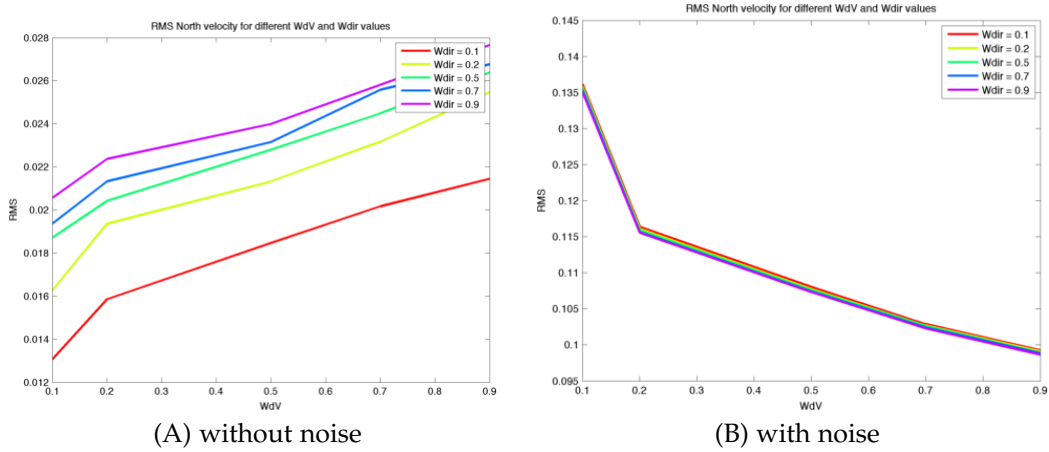 RMS North velocity for different WdV and Wdir values
0.028
0.026
0.024
0.022
0.02
0.018
0.016
0.014
0.012
RMS
0.1 0.2 0.3 0.4 0.5 0.6 0.7 0.8 0.9
WdV
Wdir = 0.1
Wdir = 0.2
Wdir = 0.5
Wdir = 0.7
Wdir = 0.9
(A) without noise
RMS North velocity for different WdV and Wdir values
0.145
0.14
0.135
0.13
0.125
0.12
0.115
0.11
0.105
0.1
0.095
RMS
0.1 0.2 0.3 0.4 0.5 0.6 0.7 0.8 0.9
WdV
Wdir = 0.1
Wdir = 0.2
Wdir = 0.5
Wdir = 0.7
Wdir = 0.9
(B) with noise